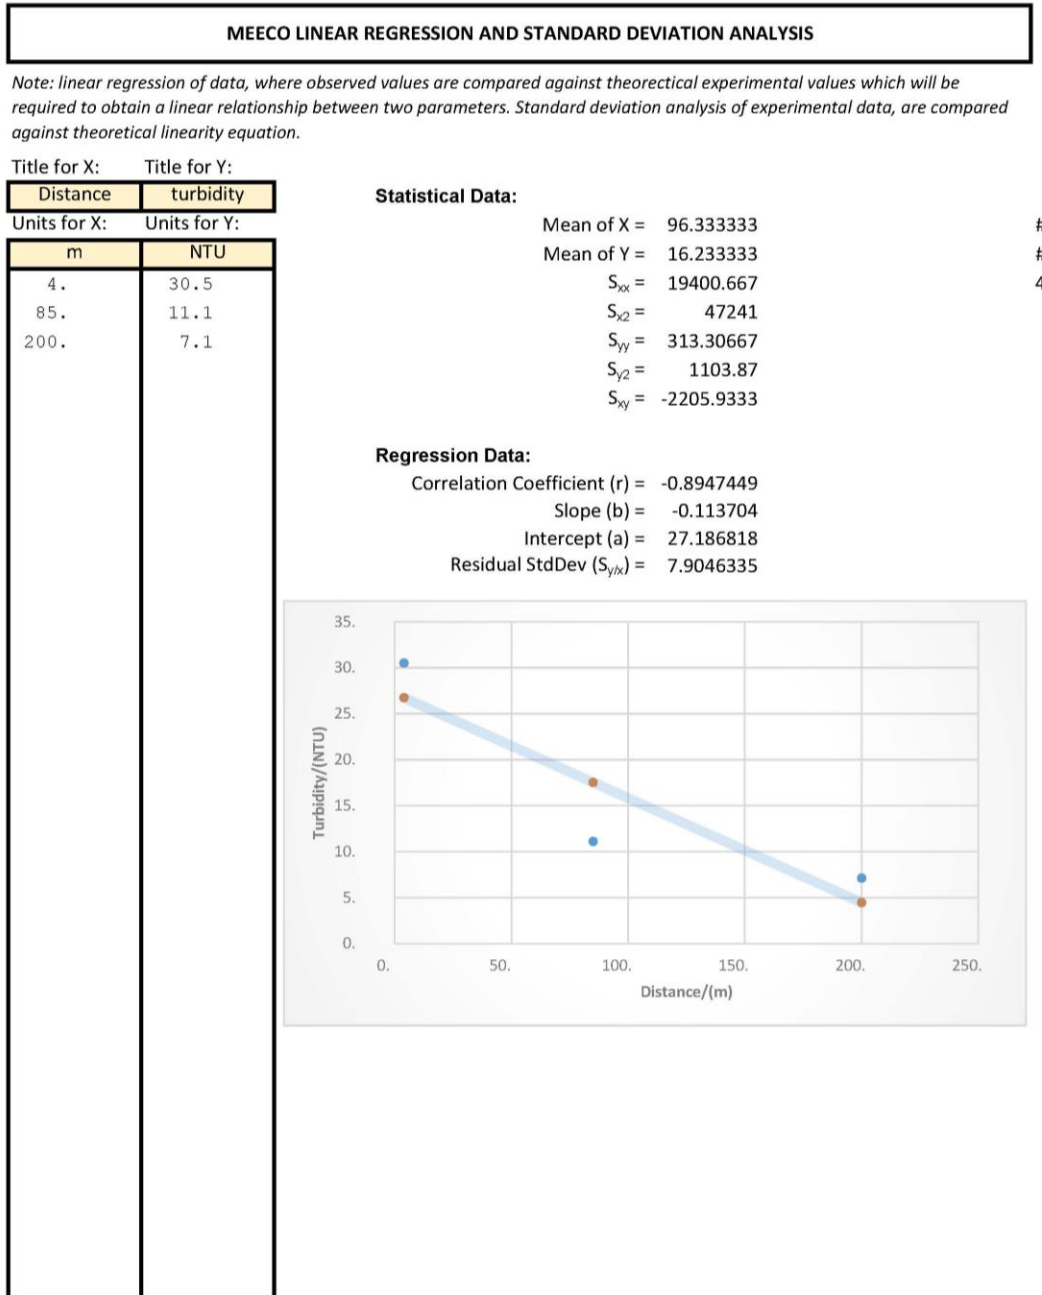 MEECO LINEAR REGRESSION AND STANDARD DEVIATION ANALYSIS
Note: linear regression of data, where observed values are compared against theorectical experimental values which will be
required to obtain a linear relationship between two parameters. Standard deviation analysis of experimental data, are compared
against theoretical linearity equation.
Title for X: Title for Y:
Distance turbidity
Units for X: Units for Y:
m NTU
4. 30.5
85. 11.1
200. 7.1
Statistical Data:
Mean of X = 96.333333
Mean of Y = 16.233333
Sxx = 19400.667
Sx2 = 47241
Syy = 313.30667
Sy2 = 1103.87
Sxy = -2205.9333
Regression Data:
Correlation Coefficient (r) = -0.8947449
Slope (b) = -0.113704
Intercept (a) = 27.186818
Residual StdDev (Sy/x) = 7.9046335
35.
30.
25.
20.
15.
10.
5.
0.
Turbidity/(NTU)
0. 50. 100. 150. 200. 250.
Distance/(m)